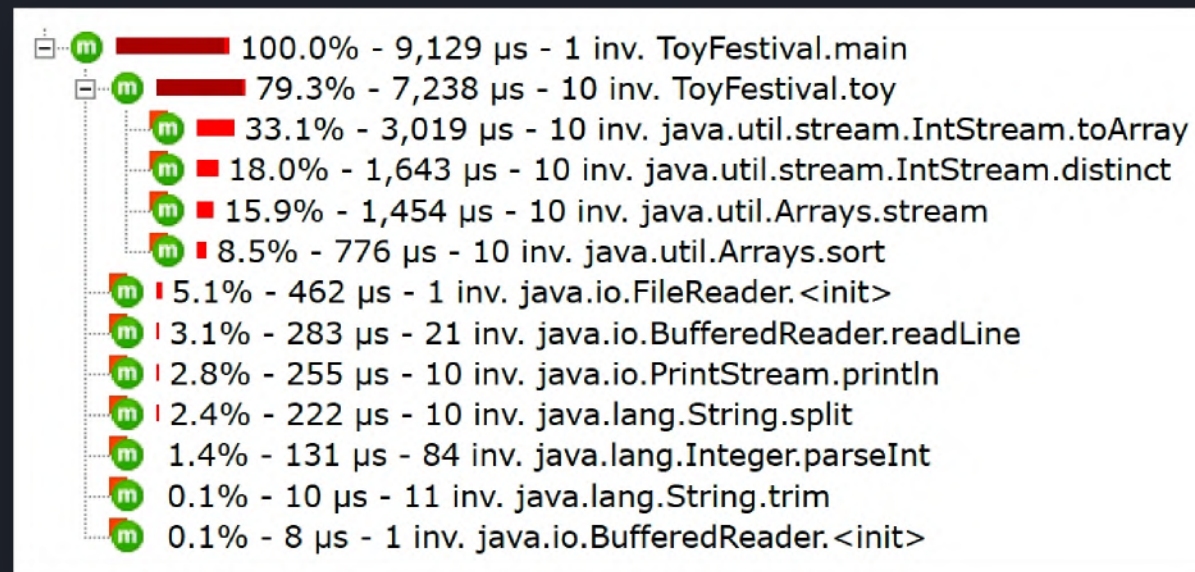 m 100.0% - 9,129 µs - 1 inv. ToyFestival.main
m 79.3% - 7,238 µs - 10 inv. ToyFestival.toy
m 33.1% - 3,019 µs - 10 inv. java.util.stream.IntStream.toArray
m 18.0% - 1,643 µs - 10 inv. java.util.stream.IntStream.distinct
m 15.9% - 1,454 µs - 10 inv. java.util.Arrays.stream
m 8.5% - 776 µs - 10 inv. java.util.Arrays.sort
m 5.1% - 462 µs - 1 inv. java.io.FileReader.<init>
m 3.1% - 283 µs - 21 inv. java.io.BufferedReader.readLine
m 2.8% - 255 µs - 10 inv. java.io.PrintStream.println
m 2.4% - 222 µs - 10 inv. java.lang.String.split
m 1.4% - 131 µs - 84 inv. java.lang.Integer.parseInt
m 0.1% - 10 µs - 11 inv. java.lang.String.trim
m 0.1% - 8 µs - 1 inv. java.io.BufferedReader.<init>